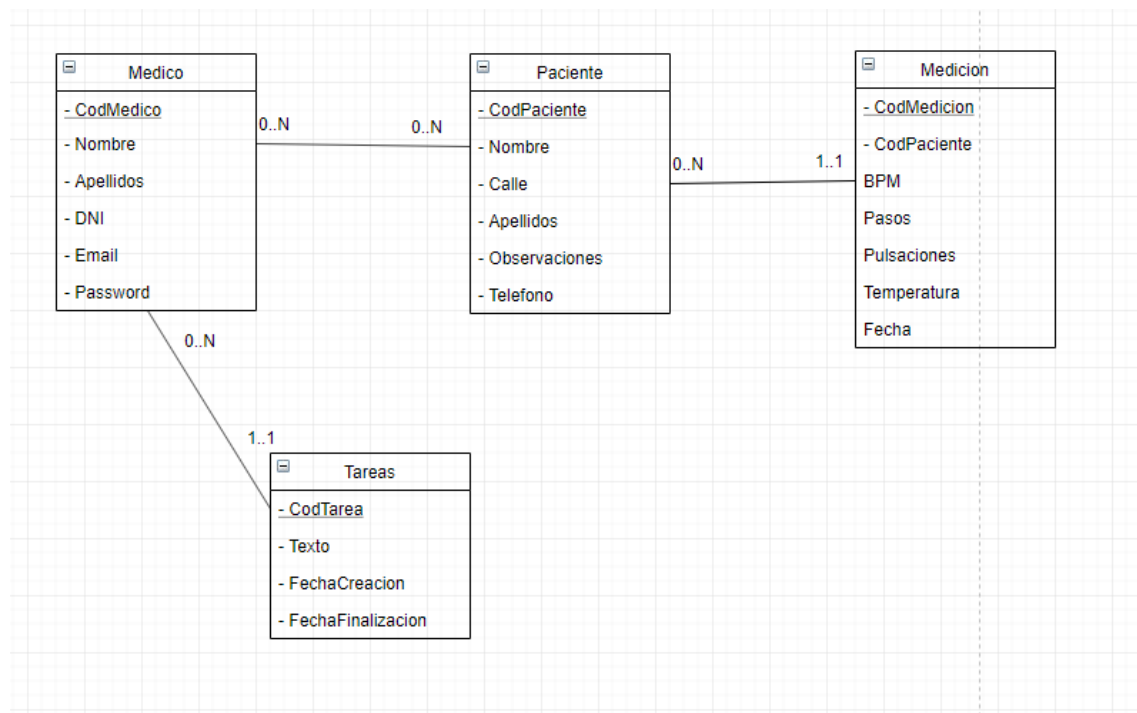 Medico
- CodMedico
- Nombre
- Apellidos
- DNI
- Email
- Password
0..N
0..N
Paciente
- CodPaciente
- Nombre
- Calle
- Apellidos
- Observaciones
- Telefono
0..N
1..1
Medicion
- CodMedicion
- CodPaciente
BPM
Pasos
Pulsaciones
Temperatura
Fecha
0..N
1..1
Tareas
- CodTarea
- Texto
- FechaCreacion
- FechaFinalizacion